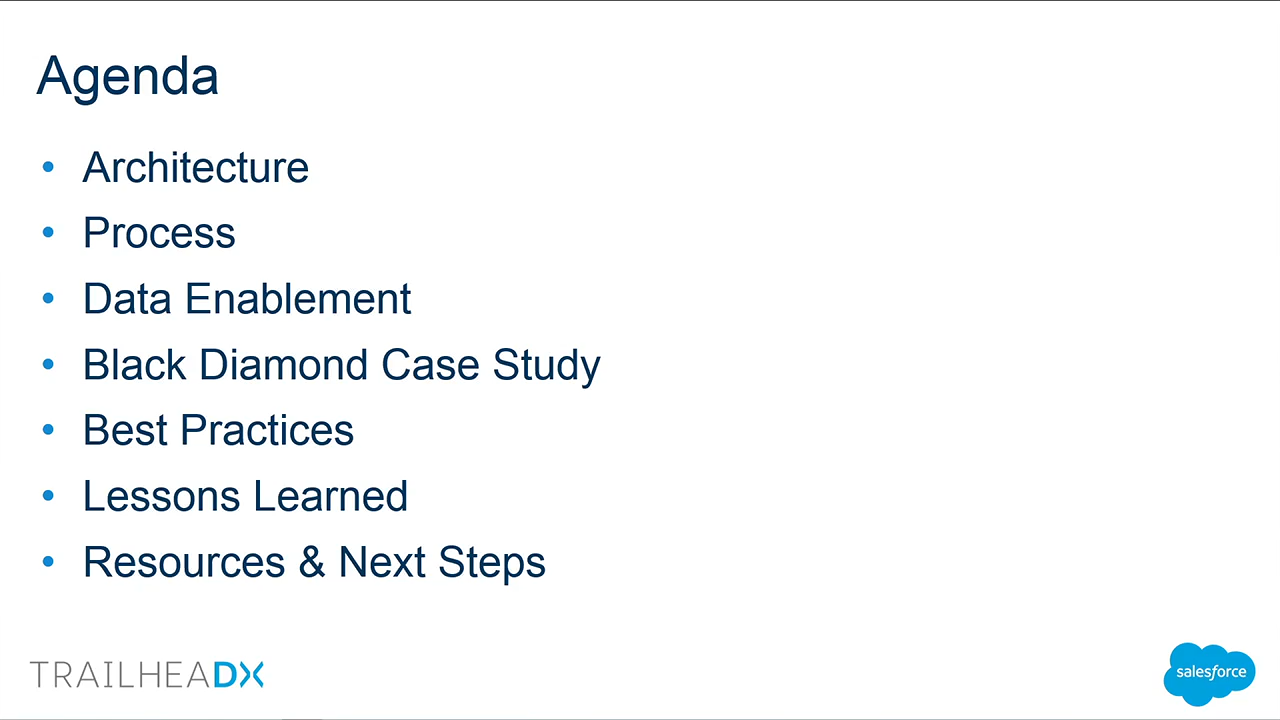 Agenda
• Architecture
• Process
• Data Enablement
• Black Diamond Case Study
• Best Practices
• Lessons Learned
• Resources & Next Steps
TRAILHEADX
salesforce